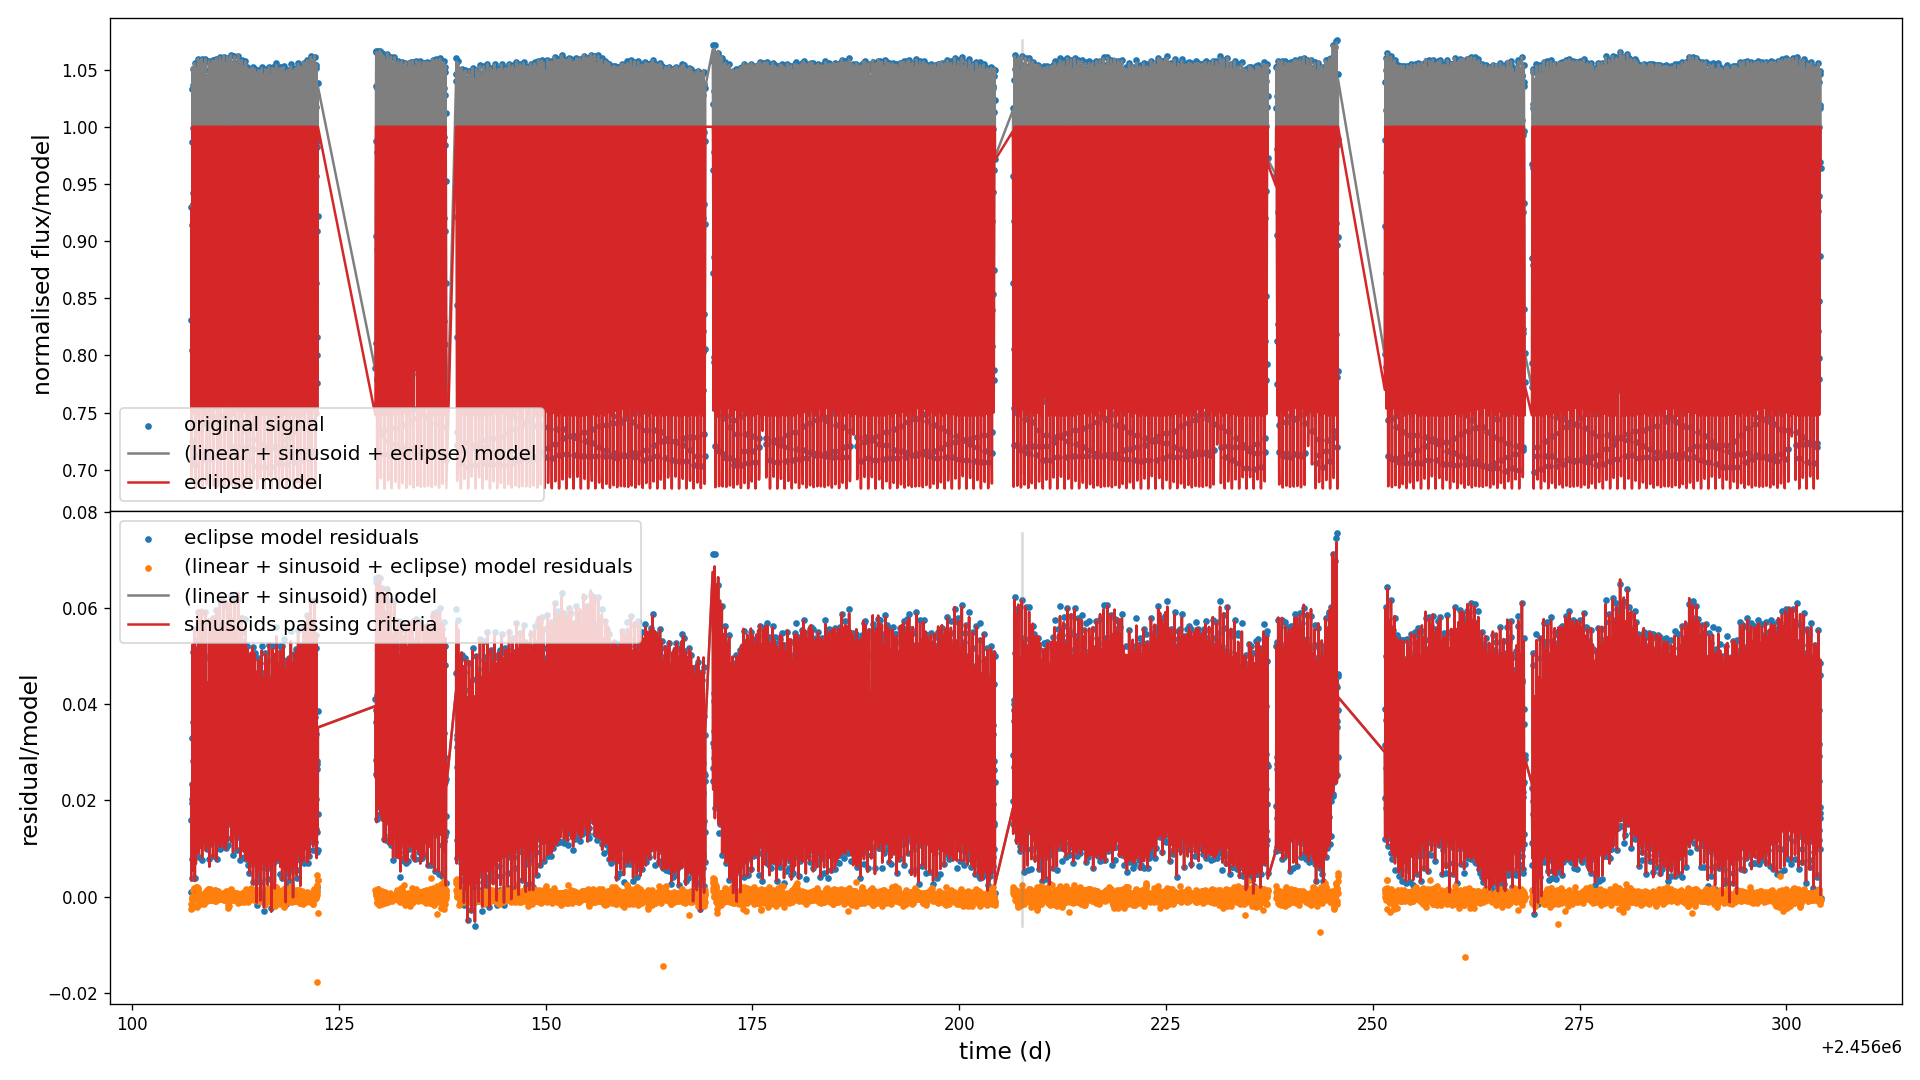 normalised flux/model
1.05
1.00
0.95
0.90
0.85
0.80
0.75
0.70
original signal
(linear + sinusoid + eclipse) model
eclipse model
residual/model
0.08
0.06
0.04
0.02
0.00
−0.02
eclipse model residuals
(linear + sinusoid + eclipse) model residuals
(linear + sinusoid) model
sinusoids passing criteria
100
125
150
175
200
225
250
275
300
time (d)
+2.456e6